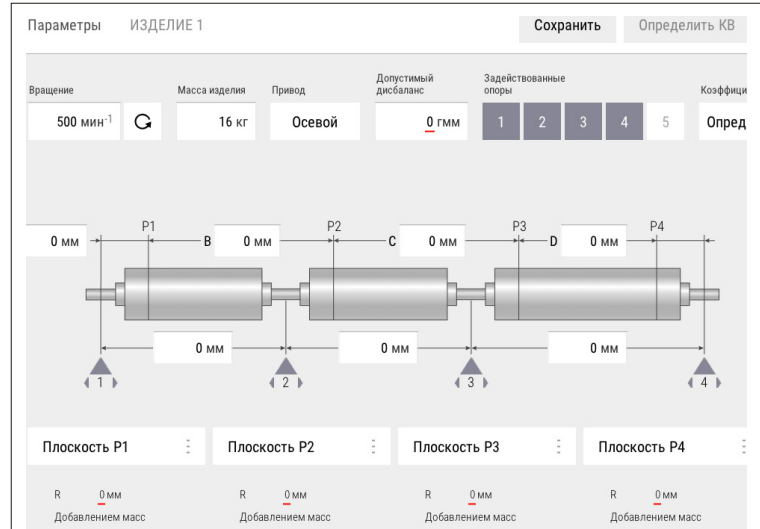 Параметры ИЗДЕЛИЕ 1 Сохранить Определить КВ
Вращение Масса изделия Привод Допустимый дисбаланс Задействованные опоры Коэффици
500 мин-1 16 кг Осевой 0 гмм 1 2 3 4 5 Опред
P1 P2 P3 P4
0 мм B 0 мм C 0 мм D 0 мм
0 мм 0 мм 0 мм
1 2 3 4
Плоскость P1 Плоскость P2 Плоскость P3 Плоскость P4
R 0 мм R 0 мм R 0 мм R 0 мм
Добавлением масс Добавлением масс Добавлением масс Добавлением масс